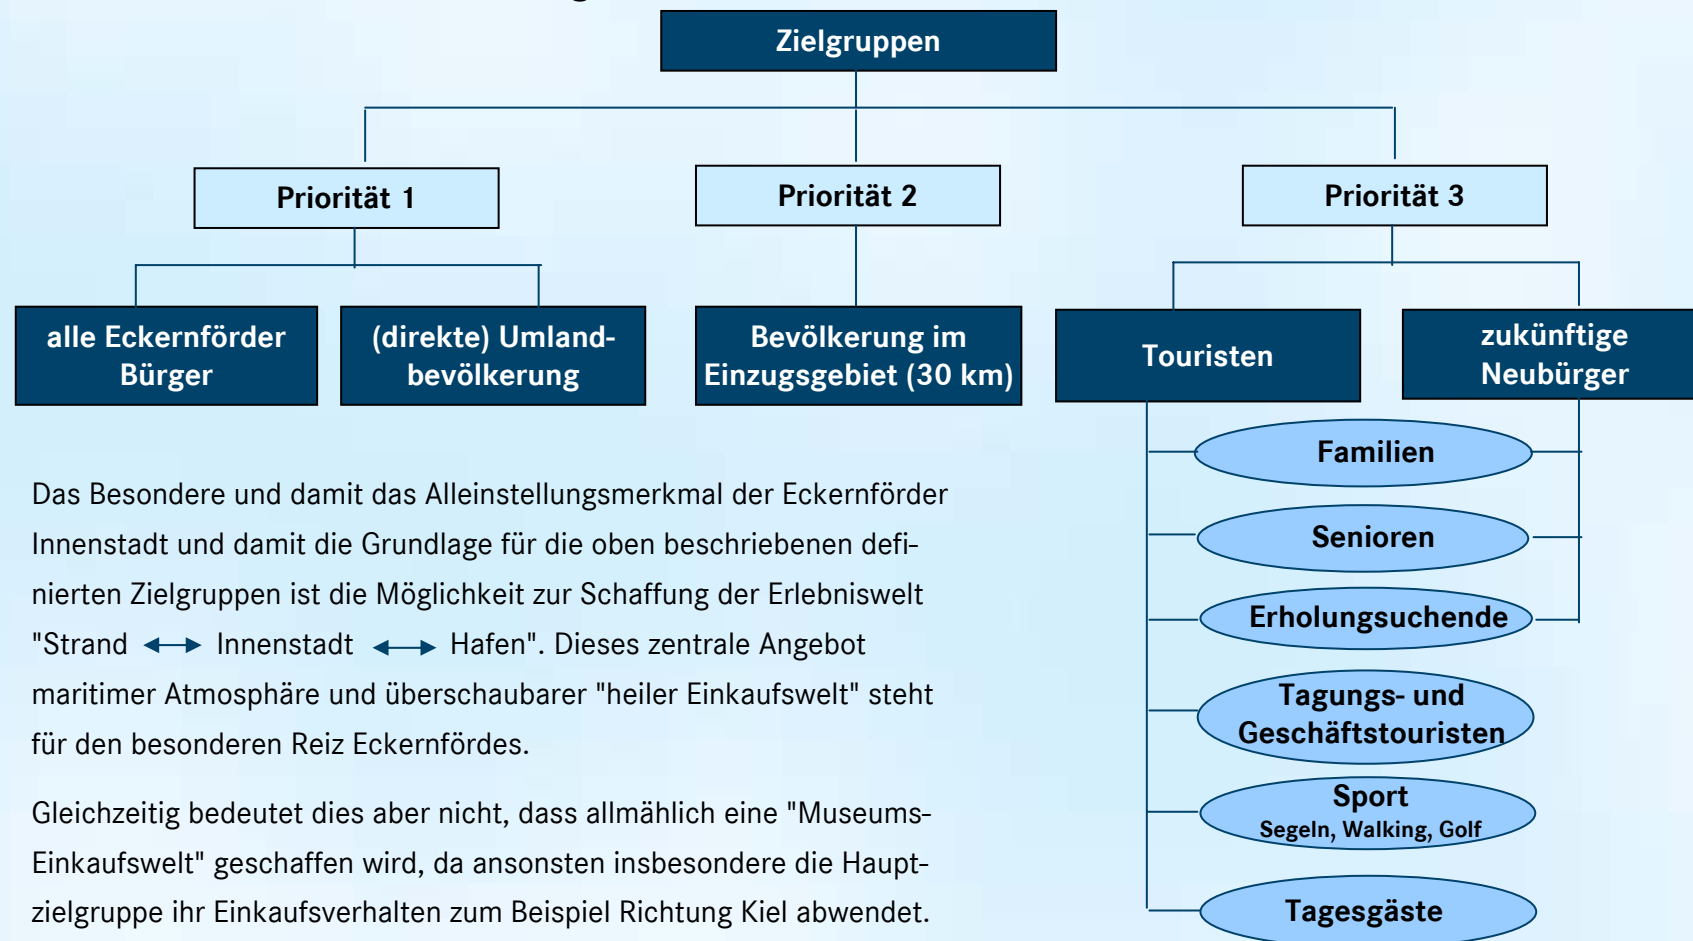 Zielgruppen
Priorität 1
Priorität 2
Priorität 3
alle Eckernförder
Bürger
(direkte) Umland-
bevölkerung
Bevölkerung im
Einzugsgebiet (30 km)
Touristen
zukünftige
Neubürger
Familien
Senioren
Erholungsuchende
Tagungs- und
Geschäftstouristen
Sport
Segeln, Walking, Golf
Tagesgäste
Das Besondere und damit das Alleinstellungsmerkmal der Eckernförder
Innenstadt und damit die Grundlage für die oben beschriebenen defi-
nierten Zielgruppen ist die Möglichkeit zur Schaffung der Erlebniswelt
"Strand ↔ Innenstadt ↔ Hafen". Dieses zentrale Angebot
maritimer Atmosphäre und überschaubarer "heiler Einkaufswelt" steht
für den besonderen Reiz Eckernfördes.
Gleichzeitig bedeutet dies aber nicht, dass allmählich eine "Museums-
Einkaufswelt" geschaffen wird, da ansonsten insbesondere die Haupt-
zielgruppe ihr Einkaufsverhalten zum Beispiel Richtung Kiel abwendet.